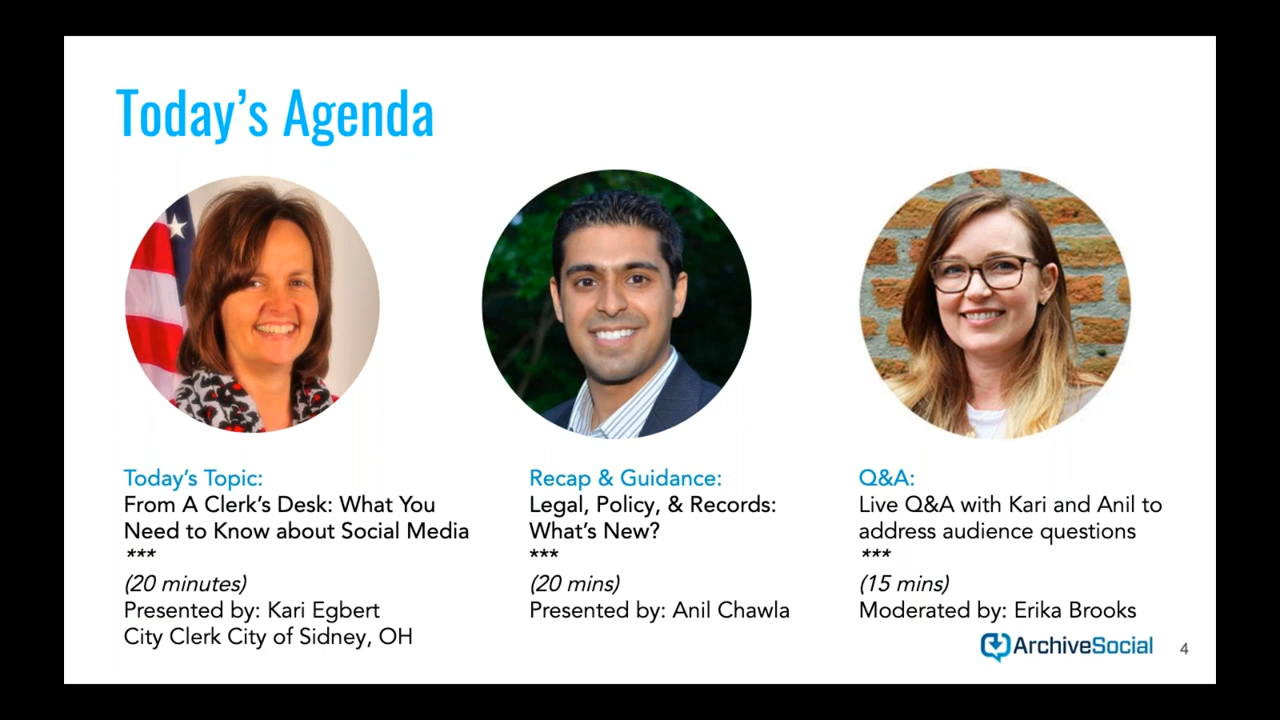 Today’s Agenda
Today’s Topic:
From A Clerk’s Desk: What You
Need to Know about Social Media
***
(20 minutes)
Presented by: Kari Egbert
City Clerk City of Sidney, OH
Recap & Guidance:
Legal, Policy, & Records:
What’s New?
***
(20 mins)
Presented by: Anil Chawla
Q&A:
Live Q&A with Kari and Anil to
address audience questions
***
(15 mins)
Moderated by: Erika Brooks
ArchiveSocial
4